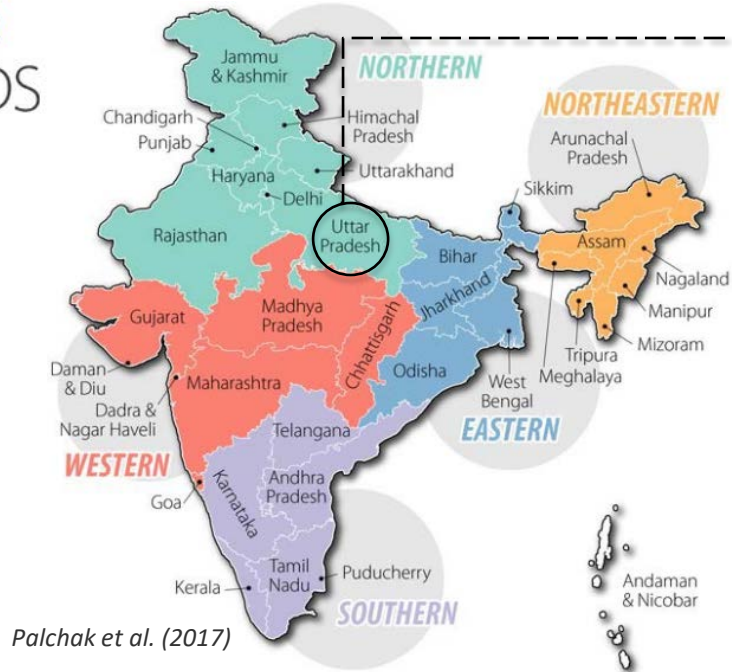 DS
NORTHERN
Jammu
& Kashmir
Chandigarh
Punjab
Himachal
Pradesh
Haryana
Uttarakhand
Delhi
Rajasthan
Uttar
Pradesh
NORTHEASTERN
Arunachal
Pradesh
Sikkim
Assam
Nagaland
Manipur
Mizoram
Tripura
Meghalaya
Bihar
Jharkhand
Odisha
West
Bengal
EASTERN
Gujarat
Madhya
Pradesh
Chhattisgarh
Maharashtra
Daman
& Diu
Dadra &
Nagar Haveli
WESTERN
Goa
Telangana
Karnataka
Andhra
Pradesh
Tamil
Nadu
Kerala
Puducherry
SOUTHERN
Andaman
& Nicobar
Palchak et al. (2017)